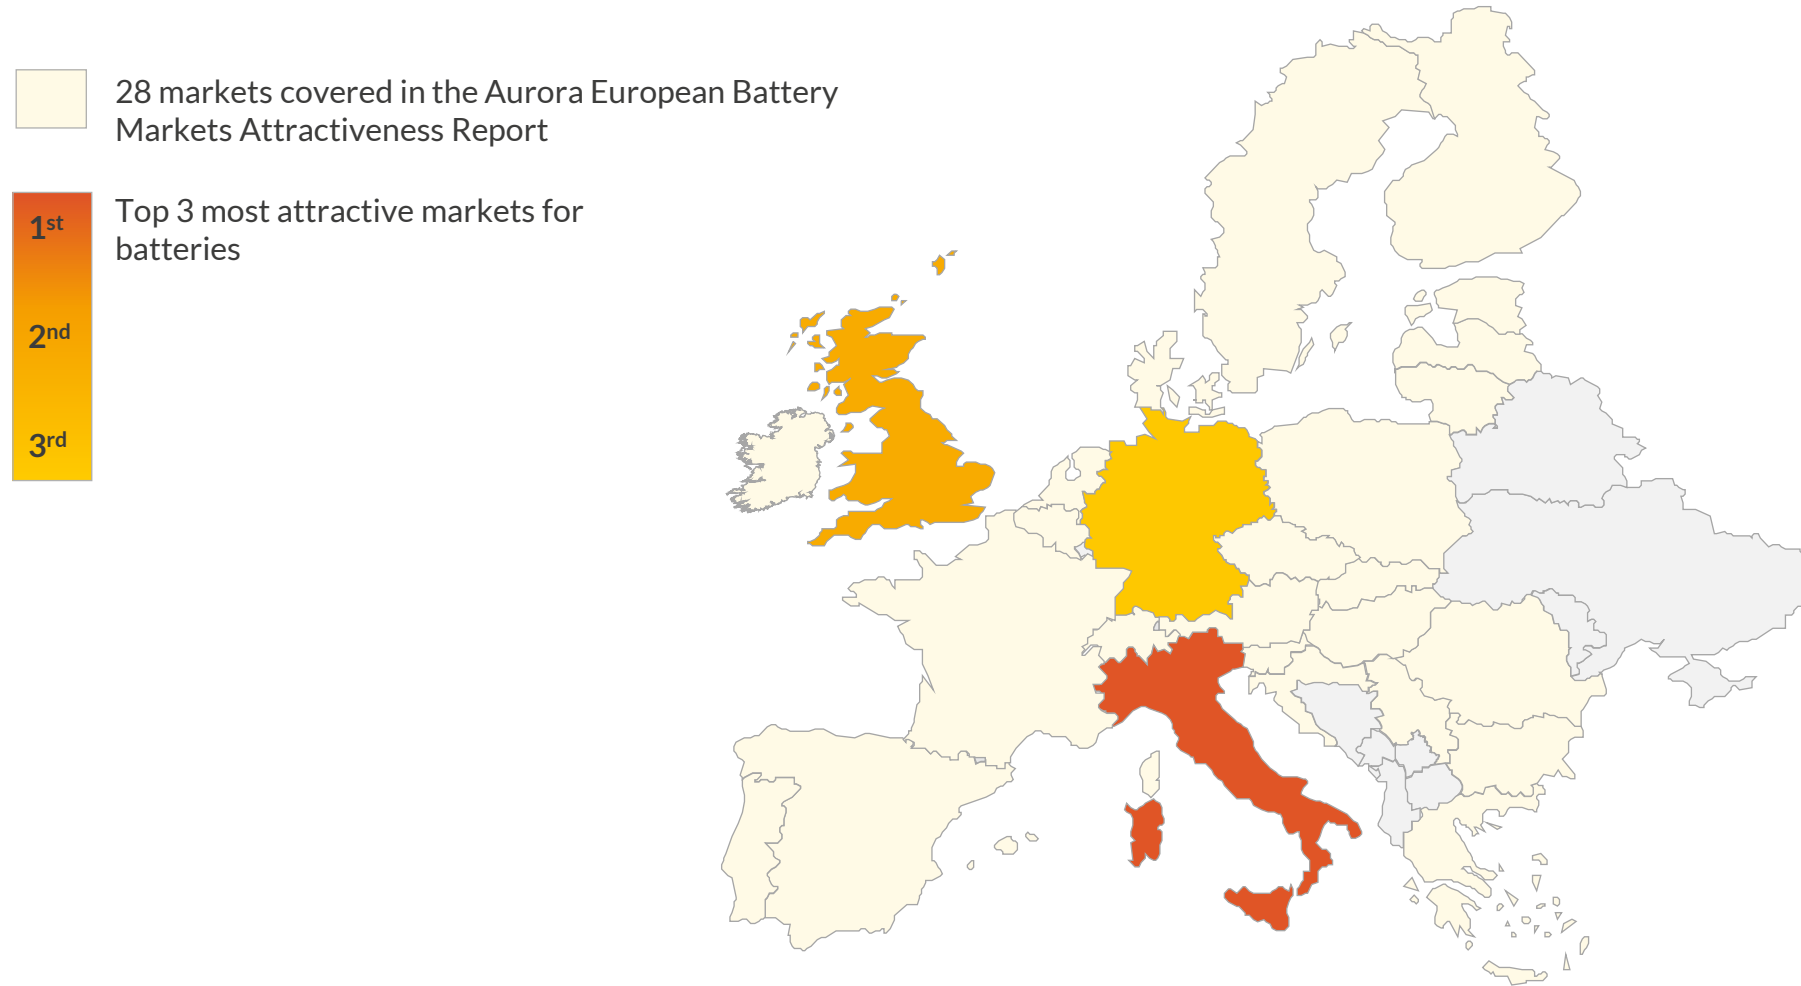 28 markets covered in the Aurora European Battery
Markets Attractiveness Report
1st
Top 3 most attractive markets for
batteries
2nd
3rd